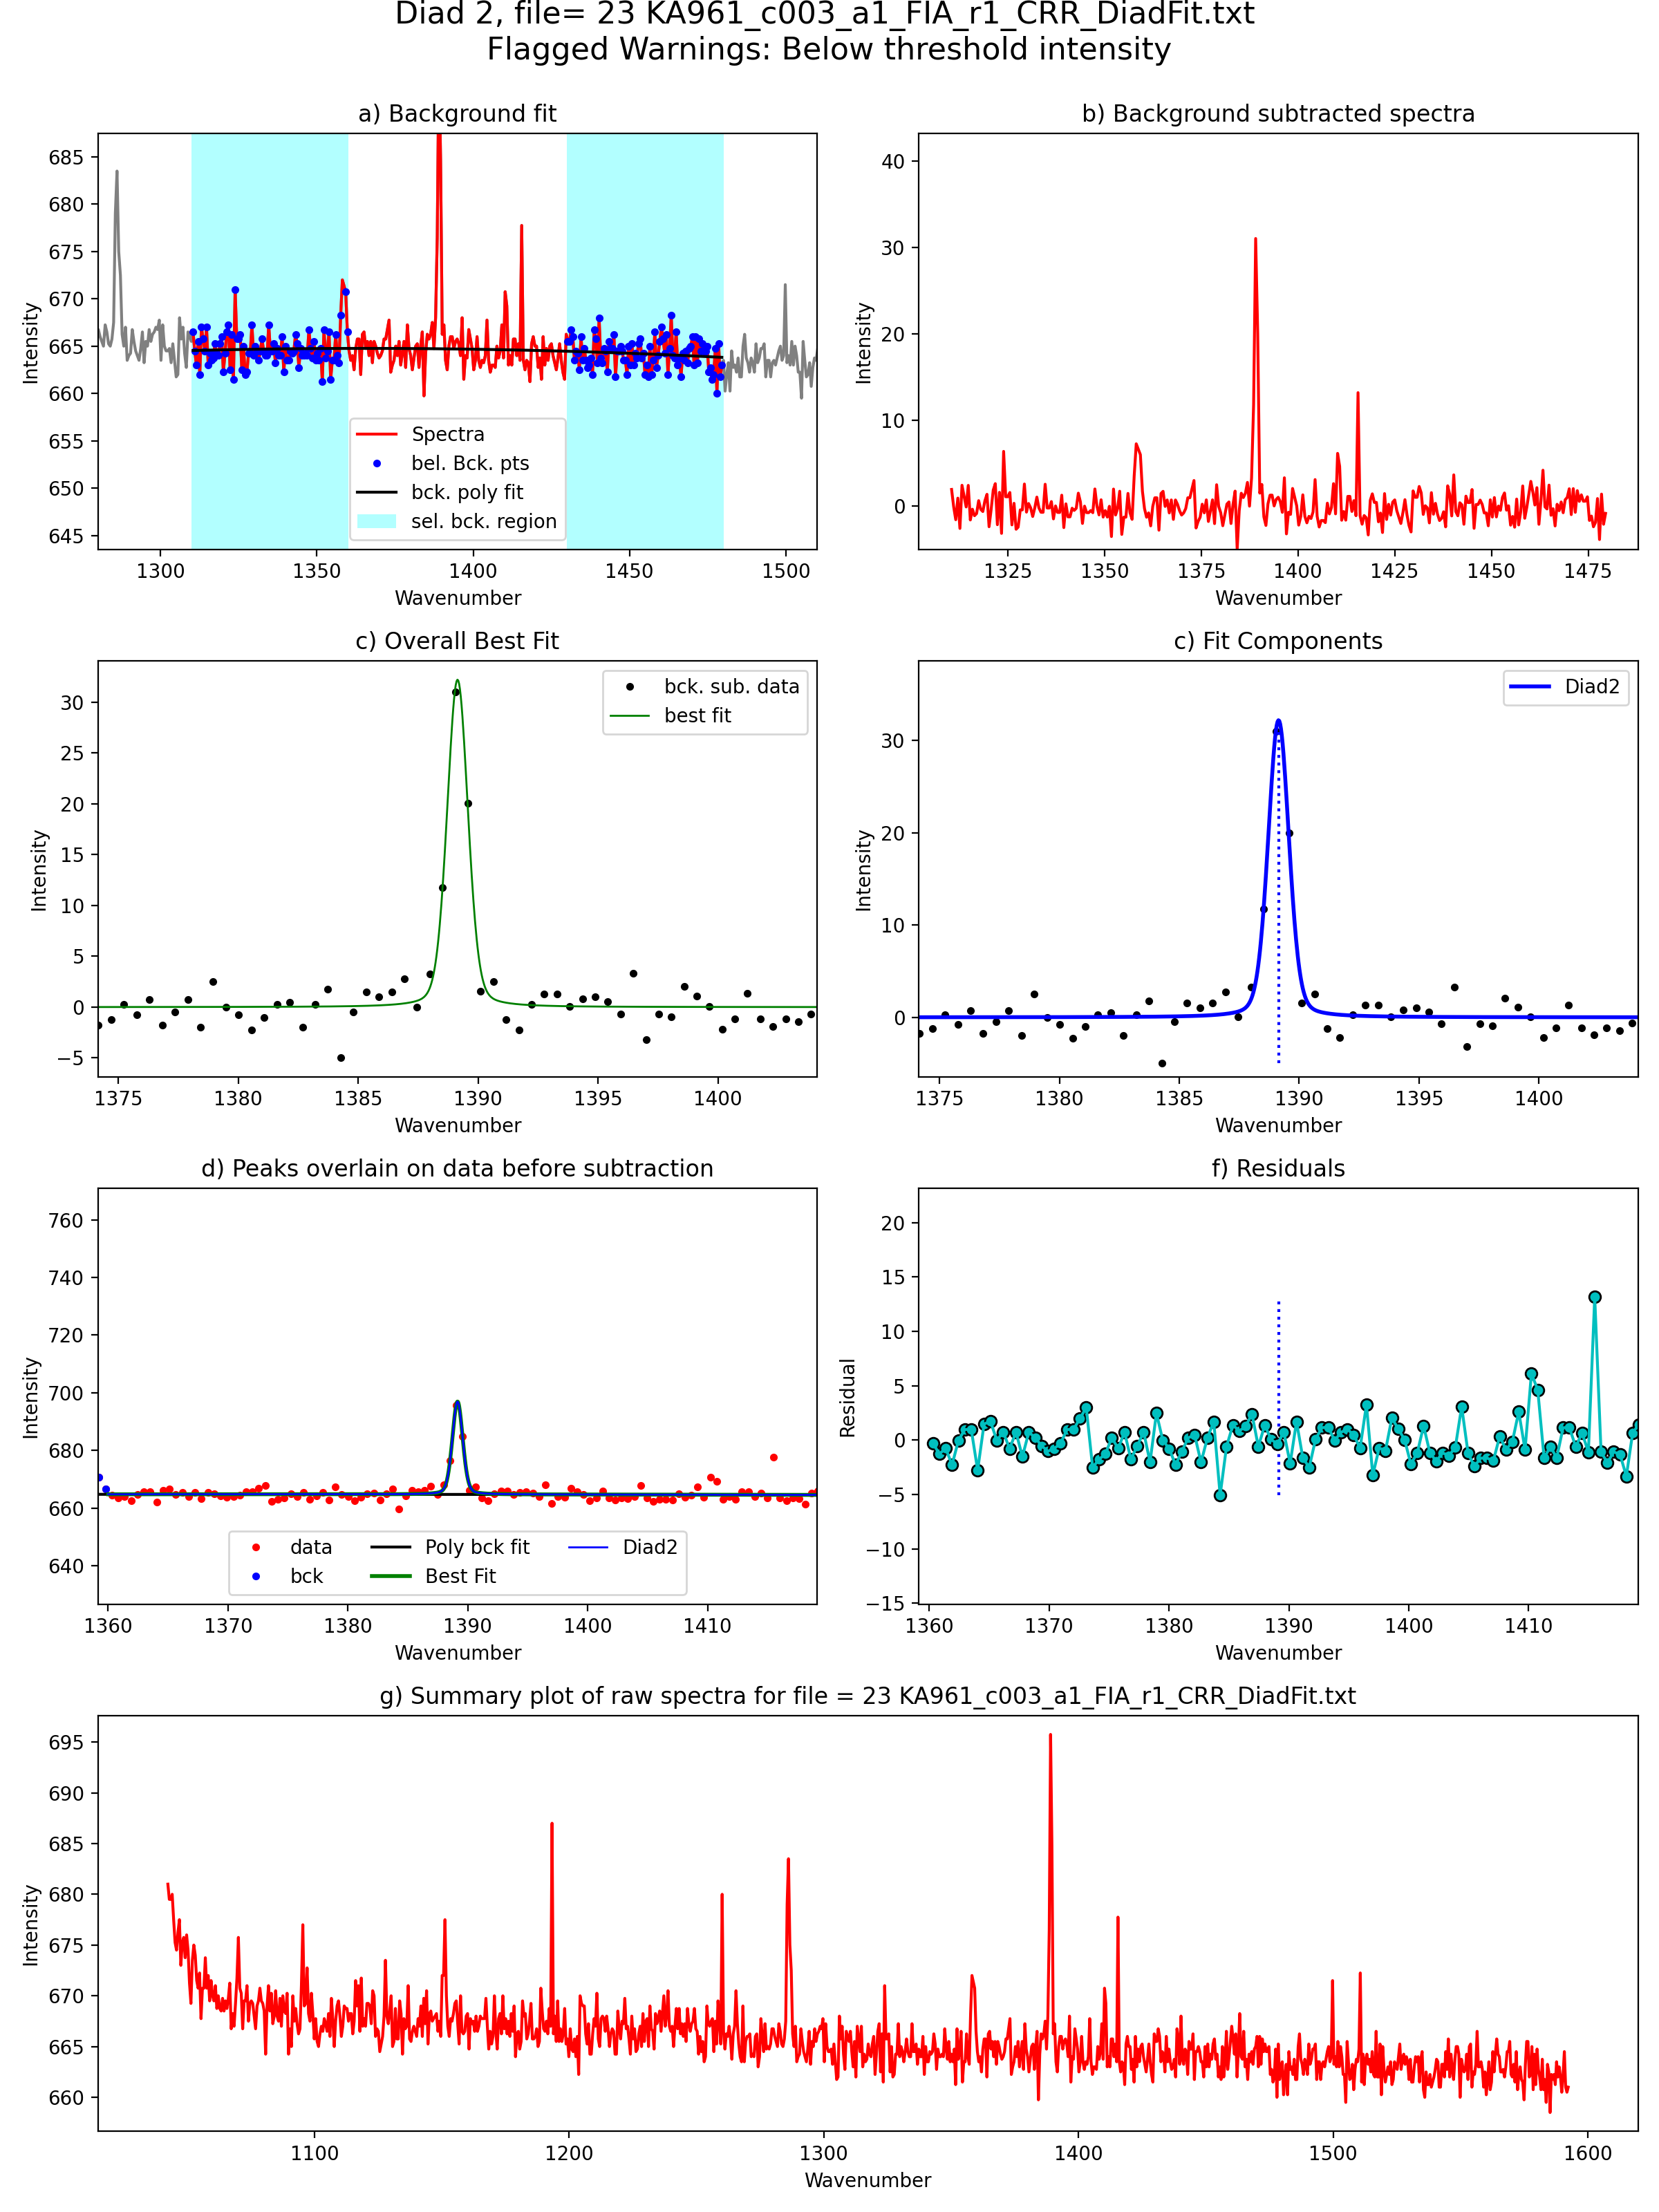 Diad 2, file= 23 KA961_c003_a1_FIA_r1_CRR_DiadFit.txt
Flagged Warnings: Below threshold intensity
a) Background fit
685
680
675
670
665
660
655
650
645
Intensity
Spectra
bel. Bck. pts
bck. poly fit
sel. bck. region
1300 1350 1400 1450 1500
Wavenumber
b) Background subtracted spectra
40
30
20
10
0
Intensity
1325 1350 1375 1400 1425 1450 1475
Wavenumber
c) Overall Best Fit
30
25
20
15
10
5
0
−5
Intensity
bck. sub. data
best fit
1375 1380 1385 1390 1395 1400
Wavenumber
c) Fit Components
30
20
10
0
Intensity
Diad2
1375 1380 1385 1390 1395 1400
Wavenumber
d) Peaks overlain on data before subtraction
760
740
720
700
680
660
640
Intensity
data
bck
Poly bck fit
Best Fit
Diad2
1360 1370 1380 1390 1400 1410
Wavenumber
f) Residuals
20
15
10
5
0
−5
−10
−15
Residual
1360 1370 1380 1390 1400 1410
Wavenumber
g) Summary plot of raw spectra for file = 23 KA961_c003_a1_FIA_r1_CRR_DiadFit.txt
695
690
685
680
675
670
665
660
Intensity
1100 1200 1300 1400 1500 1600
Wavenumber